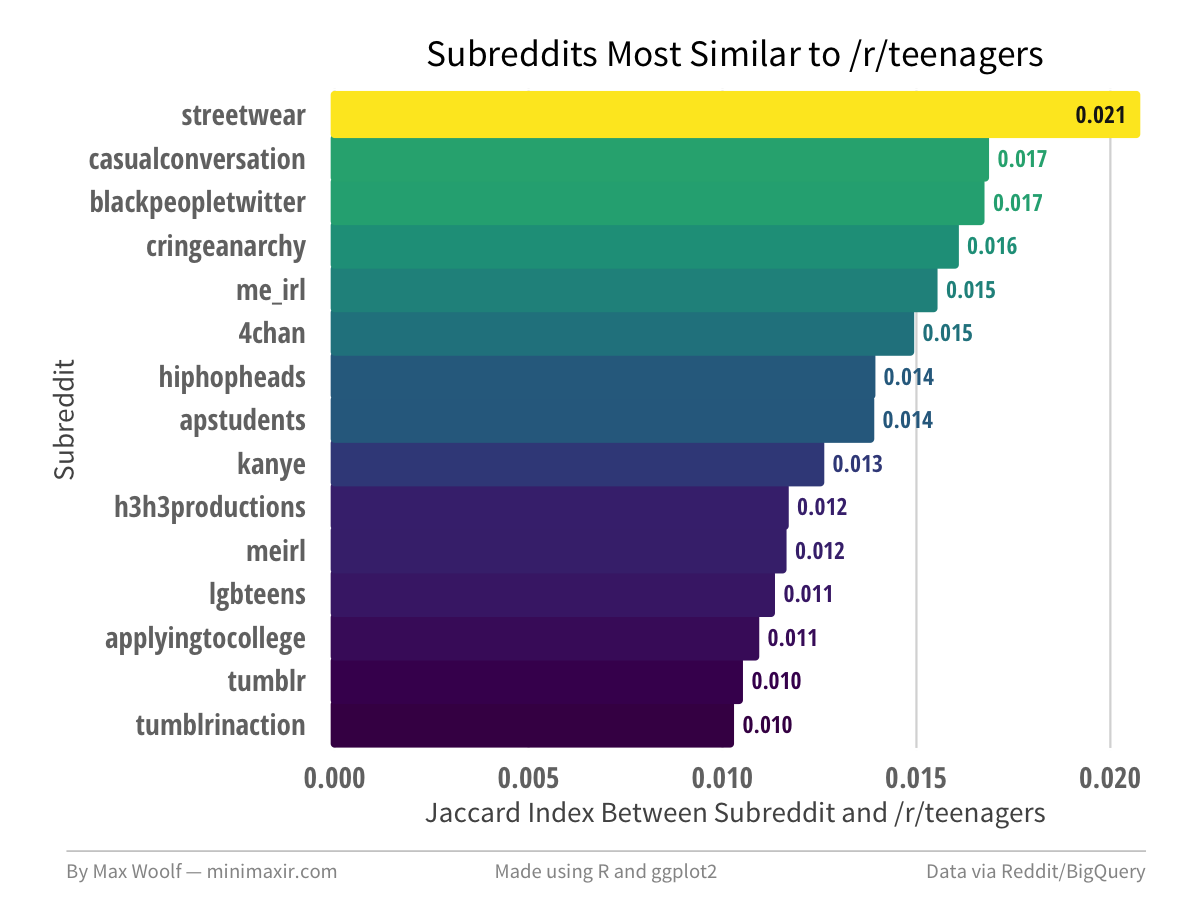 Subreddits Most Similar to /r/teenagers
streetwear 0.021
casualconversation 0.017
blackpeopletwitter 0.017
cringeanarchy 0.016
me_irl 0.015
4chan 0.015
hiphopheads 0.014
apstudents 0.014
kanye 0.013
h3h3productions 0.012
meirl 0.012
lgbteens 0.011
applyingtocollege 0.011
tumblr 0.010
tumblrinaction 0.010
Subreddit
0.000 0.005 0.010 0.015 0.020
Jaccard Index Between Subreddit and /r/teenagers
By Max Woolf — minimaxir.com Made using R and ggplot2 Data via Reddit/BigQuery